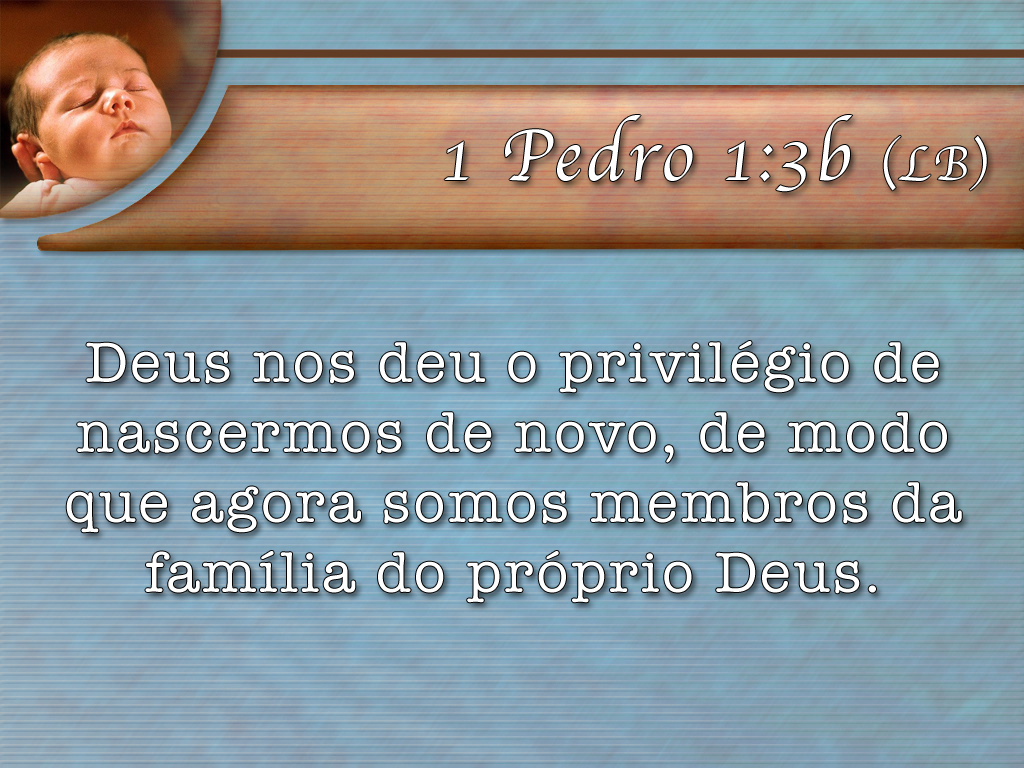 1 Pedro 1:3b (LB)
Deus nos deu o privilégio de
nascermos de novo, de modo
que agora somos membros da
família do próprio Deus.